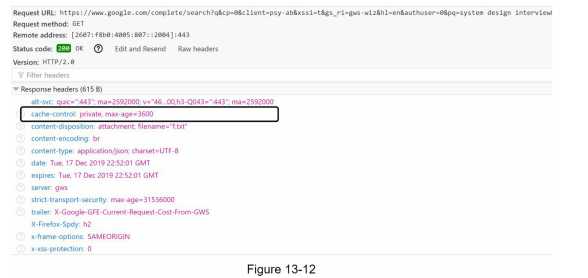 Request URL: https://www.google.com/complete/search?q&cp=0&client=psy-ab&xssi=t&gs_ri=gws-wiz&hl=en&authuser=0&pq=system design interview
Request method: GET
Remote address: [2607:f8b0:4005:807::2004]:443
Status code: 200 OK ? Edit and Resend Raw headers
Version: HTTP/2.0
Filter headers
Response headers (615 B)
alt-svc: quic=":443"; ma=2592000; v="46...00,h3-Q043=":443"; ma=2592000
cache-control: private, max-age=3600
? content-disposition: attachment; filename="f.txt"
? content-encoding: br
? content-type: application/json; charset=UTF-8
? date: Tue, 17 Dec 2019 22:52:01 GMT
? expires: Tue, 17 Dec 2019 22:52:01 GMT
? server: gws
? strict-transport-security: max-age=31536000
? trailer: X-Google-GFE-Current-Request-Cost-From-GWS
X-Firefox-Spdy: h2
? x-frame-options: SAMEORIGIN
? x-xss-protection: 0
Figure 13-12